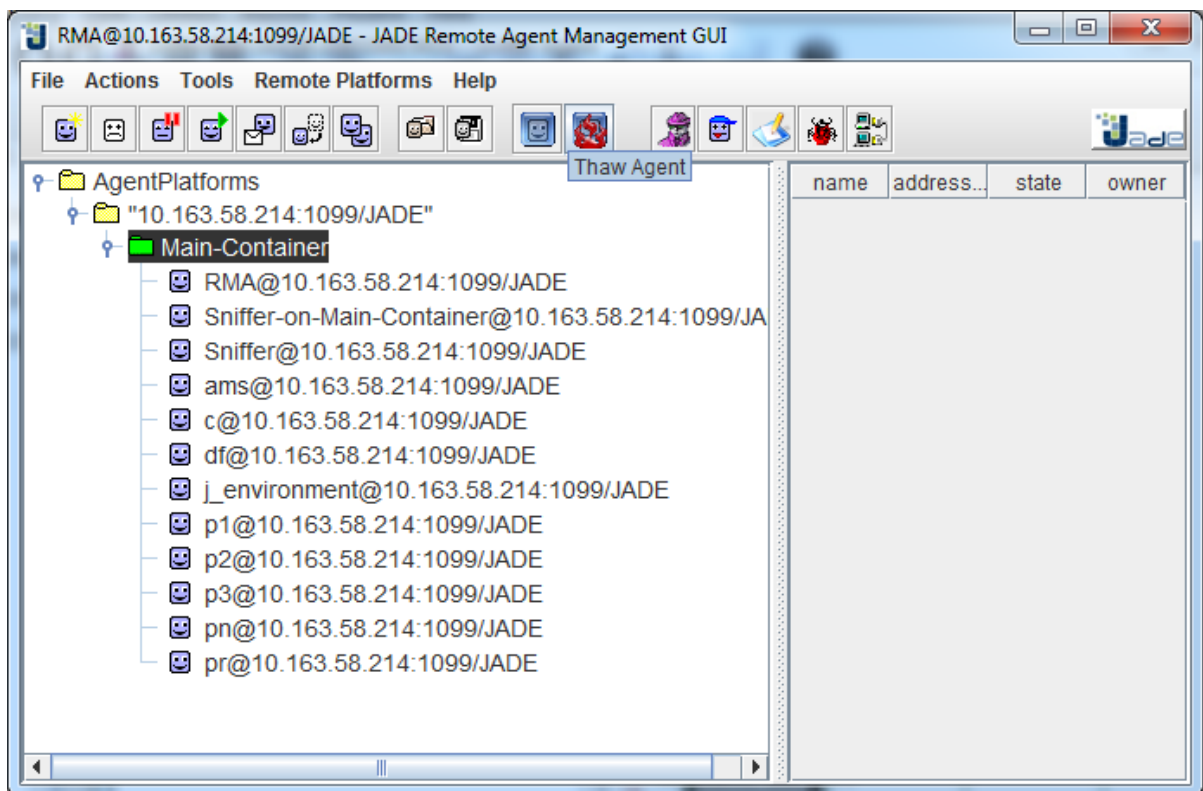 RMA@10.163.58.214:1099/JADE - JADE Remote Agent Management GUI
File Actions Tools Remote Platforms Help
Jade
Thaw Agent
AgentPlatforms
name address... state owner
"10.163.58.214:1099/JADE"
Main-Container
RMA@10.163.58.214:1099/JADE
Sniffer-on-Main-Container@10.163.58.214:1099/JA
Sniffer@10.163.58.214:1099/JADE
ams@10.163.58.214:1099/JADE
c@10.163.58.214:1099/JADE
df@10.163.58.214:1099/JADE
j_environment@10.163.58.214:1099/JADE
p1@10.163.58.214:1099/JADE
p2@10.163.58.214:1099/JADE
p3@10.163.58.214:1099/JADE
pn@10.163.58.214:1099/JADE
pr@10.163.58.214:1099/JADE